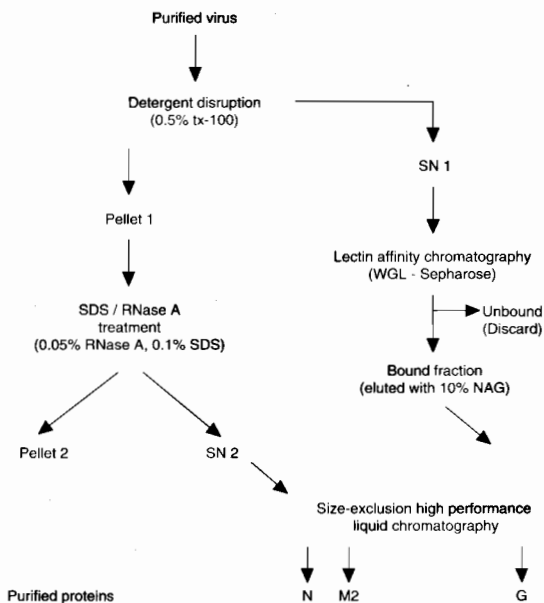 Purified virus
Detergent disruption
(0.5% tx-100)
SN 1
Pellet 1
Lectin affinity chromatography
(WGL - Sepharose)
SDS / RNase A
treatment
(0.05% RNase A, 0.1% SDS)
Unbound
(Discard)
Bound fraction
(eluted with 10% NAG)
Pellet 2
SN 2
Size-exclusion high performance
liquid chromatography
Purified proteins
N
M2
G